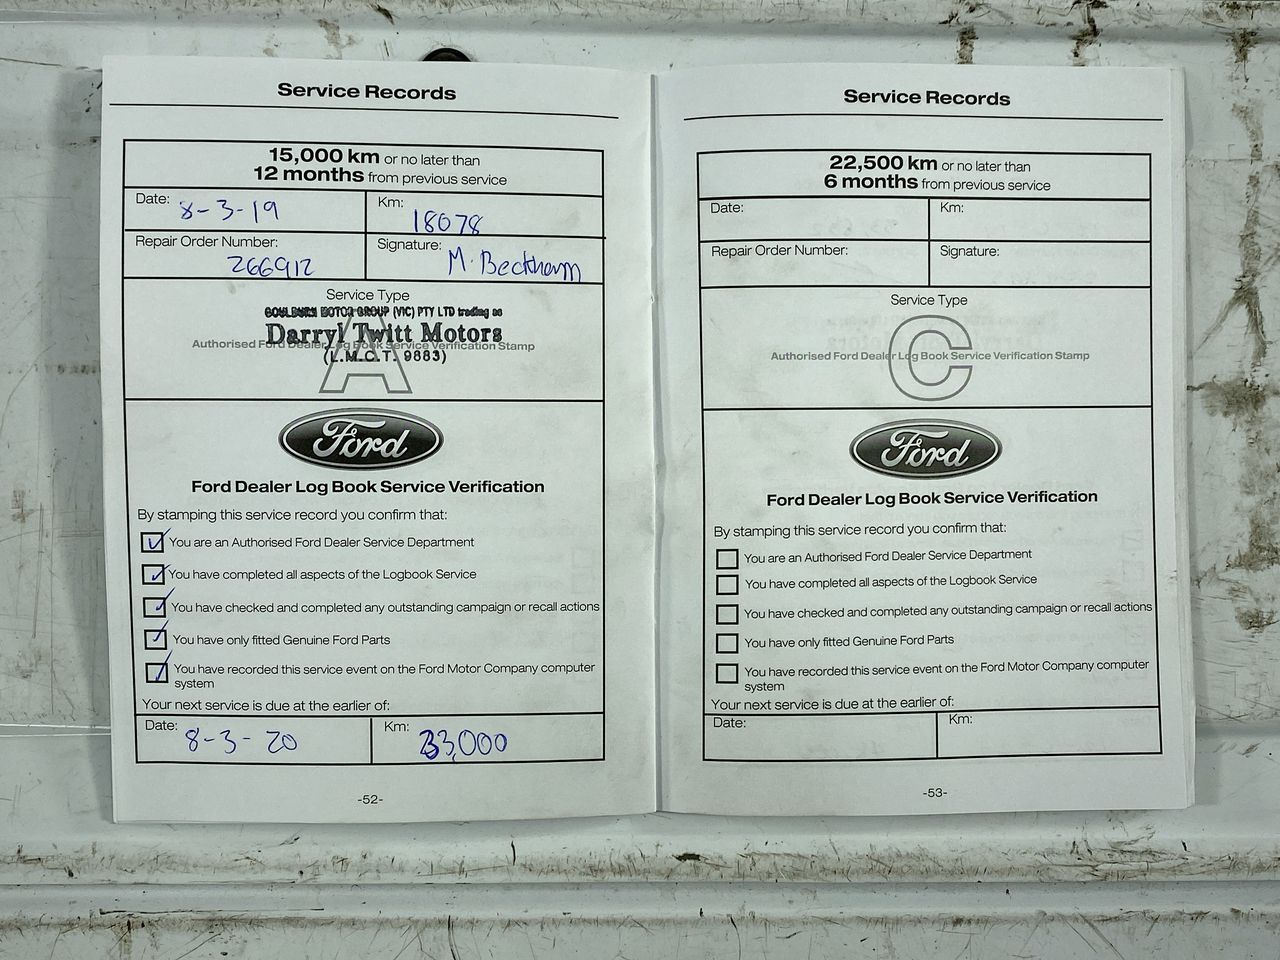 Service Records
15,000 km or no later than
12 months from previous service
Date: 8-3-19
Km: 18078
Repair Order Number: 266912
Signature: M. Beckham
Service Type
GOULBURN MOTOR GROUP (VIC) PTY LTD trading as
Darryl Twitt Motors
Authorised Ford Dealer Log Book Service Verification Stamp
(L.M.C.T. 9883)
A
Ford
Ford Dealer Log Book Service Verification
By stamping this service record you confirm that:
You are an Authorised Ford Dealer Service Department
You have completed all aspects of the Logbook Service
You have checked and completed any outstanding campaign or recall actions
You have only fitted Genuine Ford Parts
You have recorded this service event on the Ford Motor Company computer
system
Your next service is due at the earlier of:
Date: 8-3-20
Km: 33,000
-52-
Service Records
22,500 km or no later than
6 months from previous service
Date:
Km:
Repair Order Number:
Signature:
Service Type
Authorised Ford Dealer Log Book Service Verification Stamp
C
Ford
Ford Dealer Log Book Service Verification
By stamping this service record you confirm that:
You are an Authorised Ford Dealer Service Department
You have completed all aspects of the Logbook Service
You have checked and completed any outstanding campaign or recall actions
You have only fitted Genuine Ford Parts
You have recorded this service event on the Ford Motor Company computer
system
Your next service is due at the earlier of:
Date:
Km:
-53-